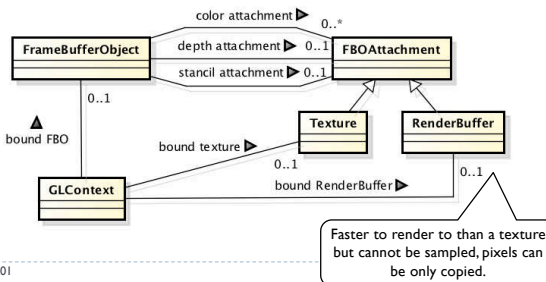 color attachment
0..*
FrameBufferObject
depth attachment
0..1
FBOAttachment
stancil attachment
0..1
0..1
bound FBO
Texture
RenderBuffer
bound texture
0..1
0..1
bound RenderBuffer
GLContext
Faster to render to than a texture
but cannot be sampled, pixels can
be only copied.
01